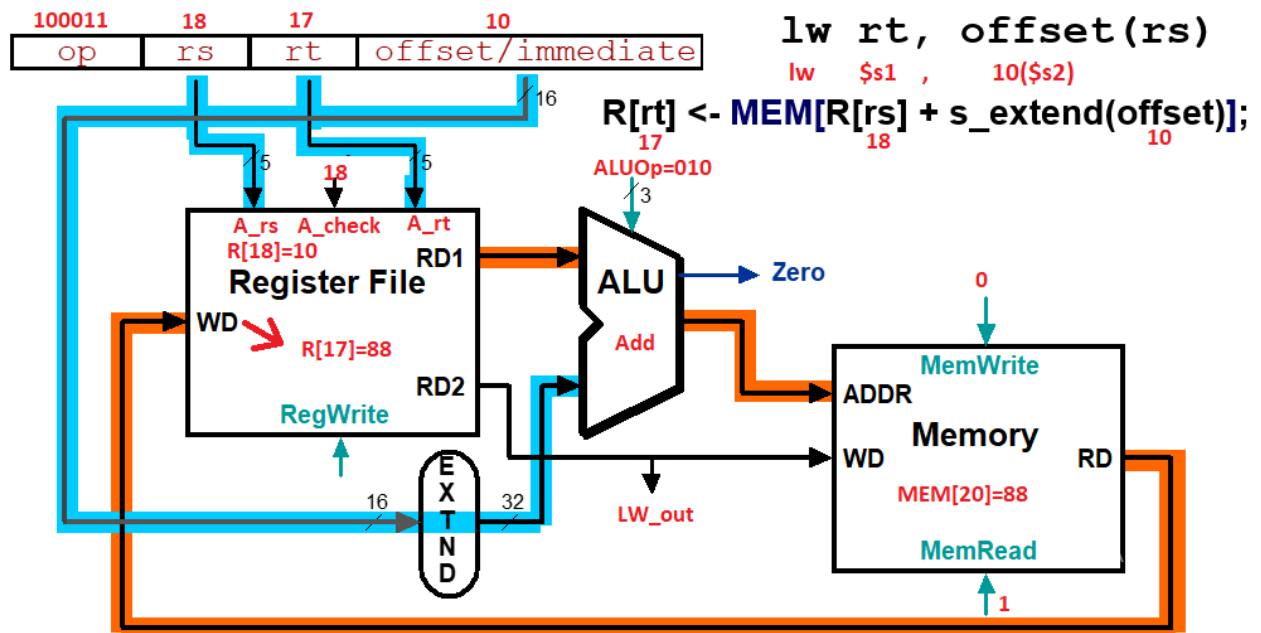 100011 18 17 10
op rs rt offset/immediate
lw rt, offset(rs)
lw $s1 , 10($s2)
16
R[rt] <- MEM[R[rs] + s_extend(offset)];
17 18 10
ALUOp=010
5 18 5 3
A_rs A_check A_rt
R[18]=10
RD1
Register File
ALU
Zero
0
WD
R[17]=88
Add
MemWrite
RD2
ADDR
RegWrite
Memory
WD RD
EXTND
16 32
LW_out
MEM[20]=88
MemRead
1